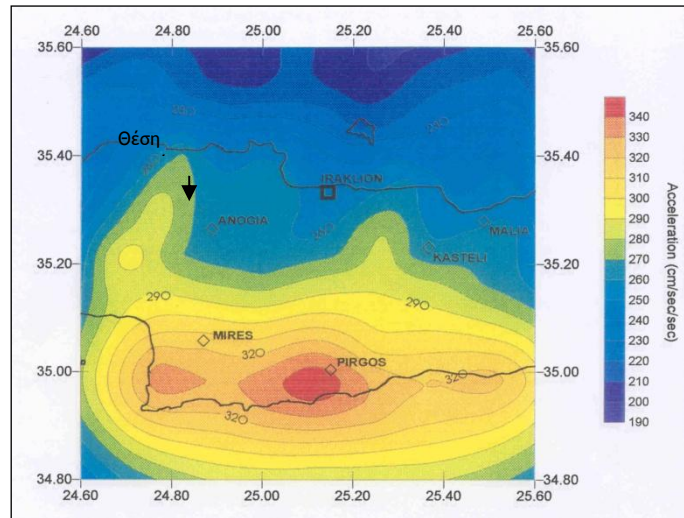 24.60 24.80 25.00 25.20 25.40 25.60
35.60 35.60
Θέση
35.40 35.40
IRAKLION
ANOGIA
MALIA
KASTELI
35.20 35.20
290
290
MIRES
320
PIRGOS
35.00 35.00
320
320
34.80 34.80
24.60 24.80 25.00 25.20 25.40 25.60
340
330
320
310
300
290
280
270
260
250
240
230
220
210
200
190
Acceleration (cm/sec/sec)